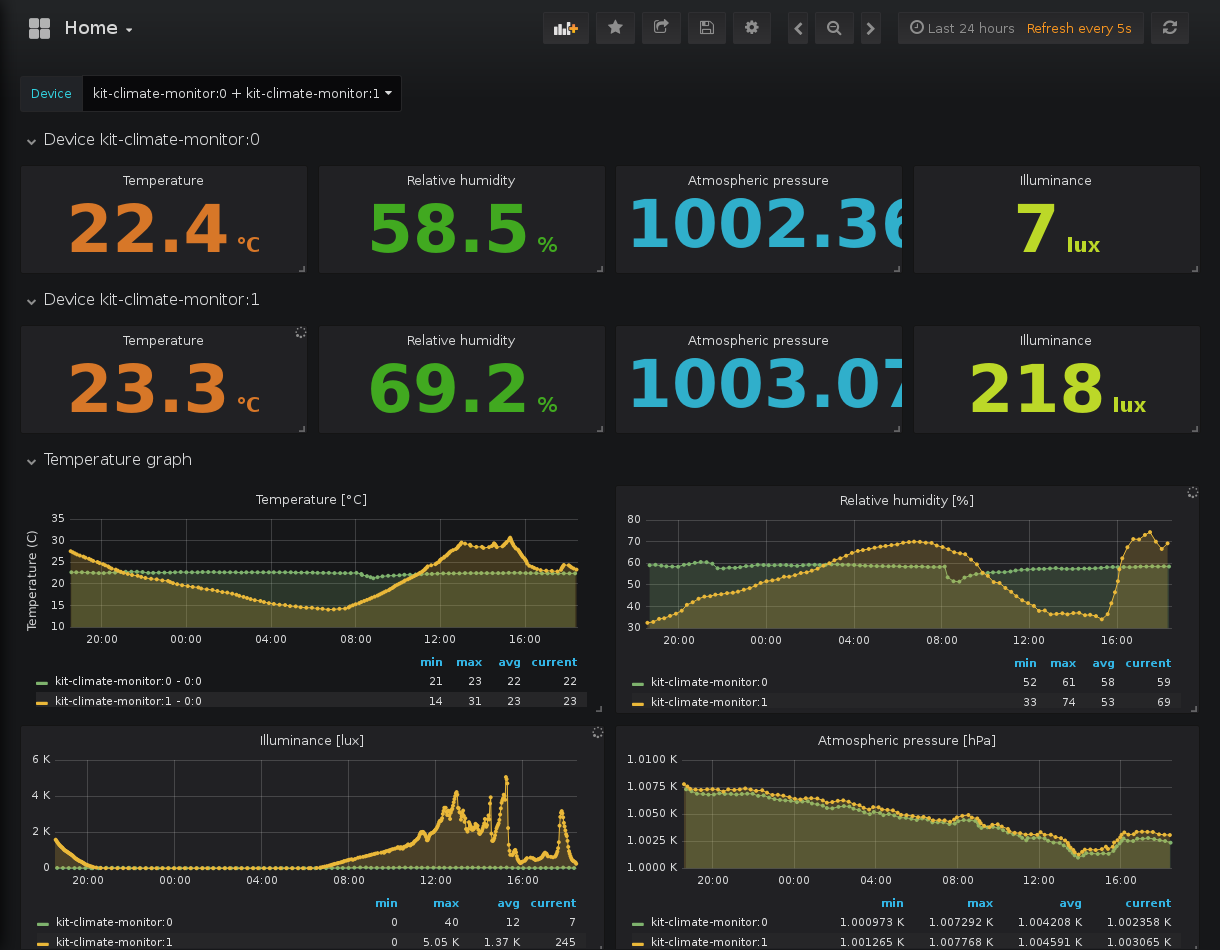 Home
Last 24 hours Refresh every 5s
Device kit-climate-monitor:0 + kit-climate-monitor:1
Device kit-climate-monitor:0
Temperature Relative humidity Atmospheric pressure Illuminance
22.4 °C 58.5 % 1002.36 7 lux
Device kit-climate-monitor:1
Temperature Relative humidity Atmospheric pressure Illuminance
23.3 °C 69.2 % 1003.07 218 lux
Temperature graph
Temperature [°C]
Temperature (C)
35
30
25
20
15
10
20:00 00:00 04:00 08:00 12:00 16:00
min max avg current
kit-climate-monitor:0 - 0:0 21 23 22 22
kit-climate-monitor:1 - 0:0 14 31 23 23
Relative humidity [%]
80
70
60
50
40
30
20:00 00:00 04:00 08:00 12:00 16:00
min max avg current
kit-climate-monitor:0 52 61 58 59
kit-climate-monitor:1 33 74 53 69
Illuminance [lux]
6 K
4 K
2 K
0
20:00 00:00 04:00 08:00 12:00 16:00
min max avg current
kit-climate-monitor:0 0 40 12 7
kit-climate-monitor:1 0 5.05 K 1.37 K 245
Atmospheric pressure [hPa]
1.0100 K
1.0075 K
1.0050 K
1.0025 K
1.0000 K
20:00 00:00 04:00 08:00 12:00 16:00
min max avg current
kit-climate-monitor:0 1.000973 K 1.007292 K 1.004208 K 1.002358 K
kit-climate-monitor:1 1.001265 K 1.007768 K 1.004591 K 1.003065 K